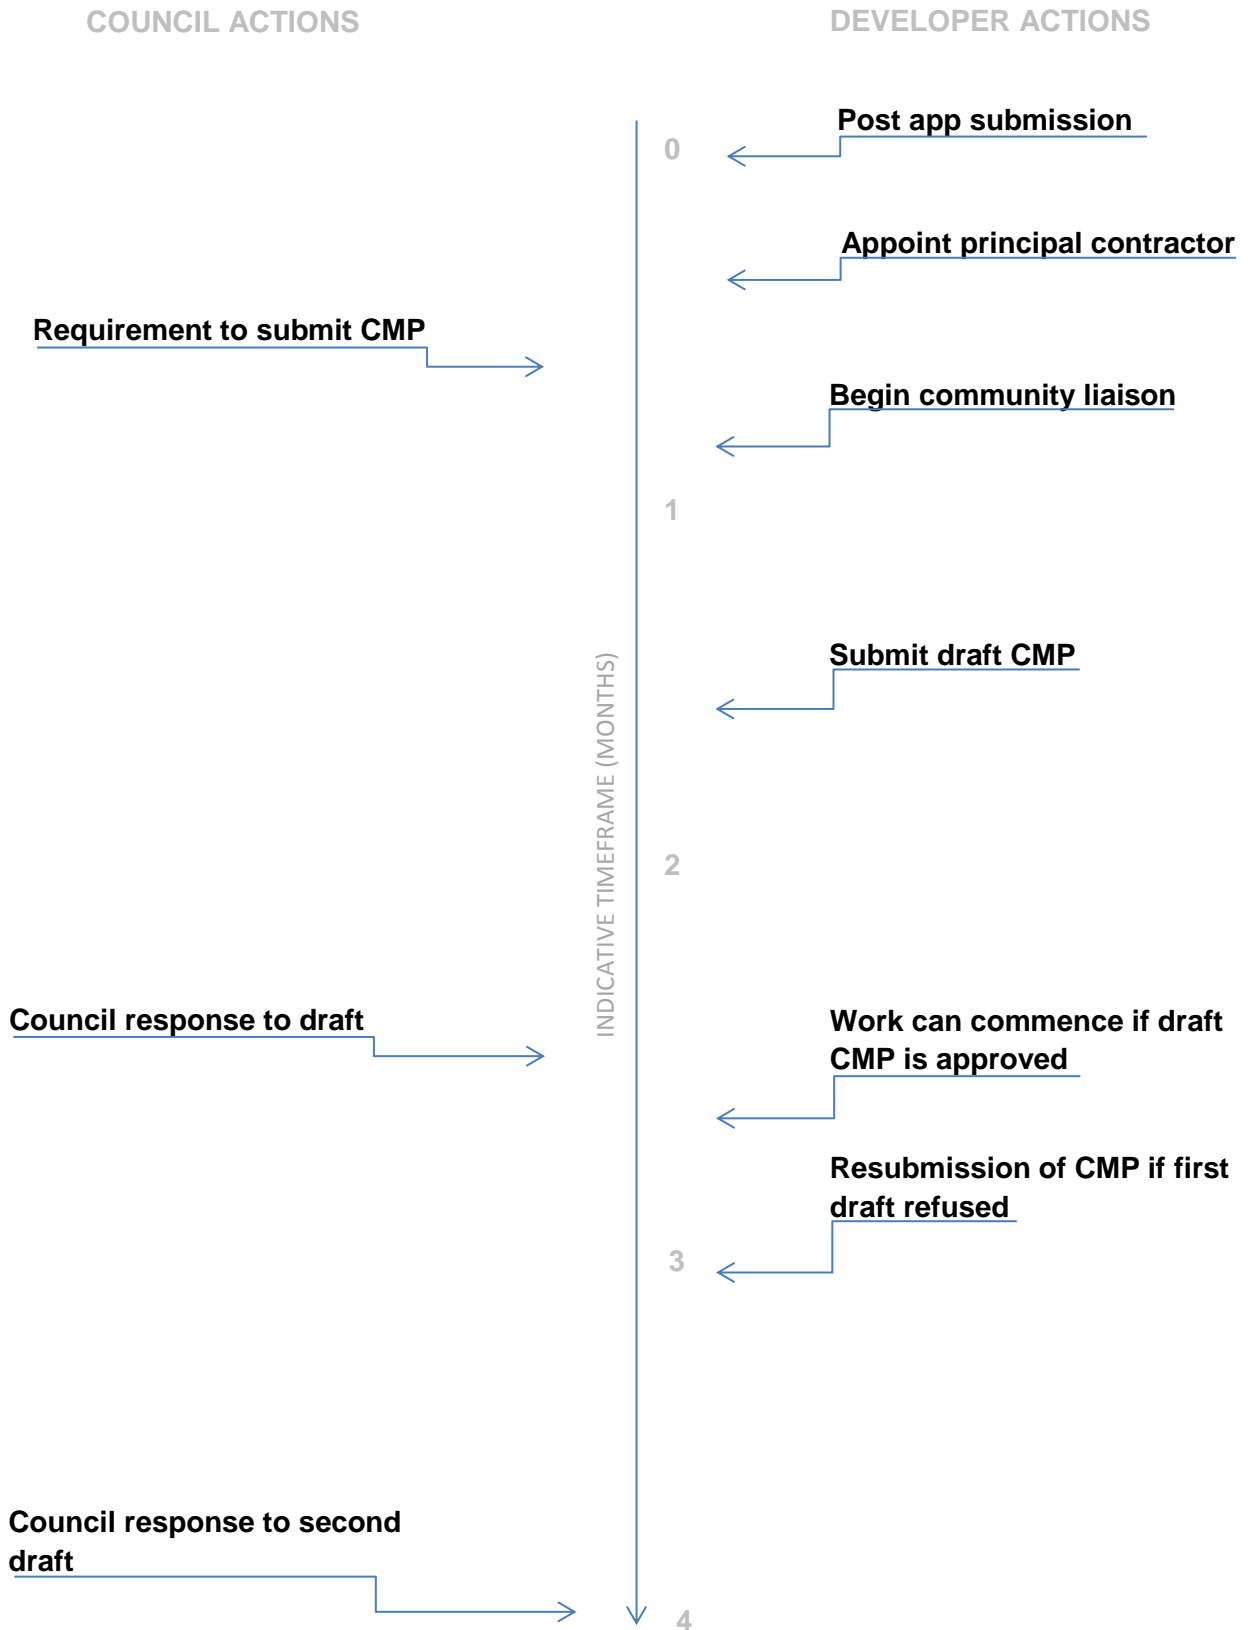 COUNCIL ACTIONS
DEVELOPER ACTIONS
Post app submission
0
Appoint principal contractor
Requirement to submit CMP
Begin community liaison
1
Submit draft CMP
INDICATIVE TIMEFRAME (MONTHS)
2
Council response to draft
Work can commence if draft
CMP is approved
Resubmission of CMP if first
draft refused
3
Council response to second
draft
4